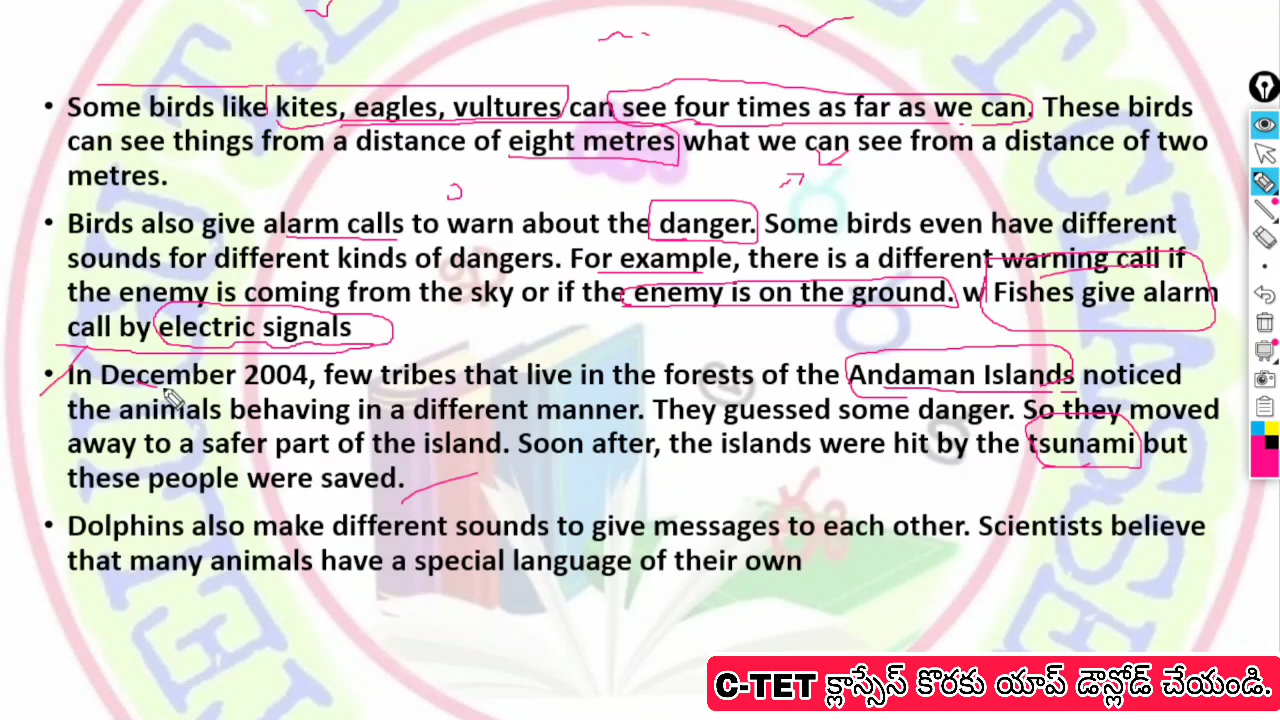 • Some birds like kites, eagles, vultures can see four times as far as we can. These birds
can see things from a distance of eight metres what we can see from a distance of two
metres.
• Birds also give alarm calls to warn about the danger. Some birds even have different
sounds for different kinds of dangers. For example, there is a different warning call if
the enemy is coming from the sky or if the enemy is on the ground. w Fishes give alarm
call by electric signals
• In December 2004, few tribes that live in the forests of the Andaman Islands noticed
the animals behaving in a different manner. They guessed some danger. So they moved
away to a safer part of the island. Soon after, the islands were hit by the tsunami but
these people were saved.
• Dolphins also make different sounds to give messages to each other. Scientists believe
that many animals have a special language of their own
C-TET క్లాస్సేస్ కొరకు యాప్ డౌన్లోడ్ చేయండి.